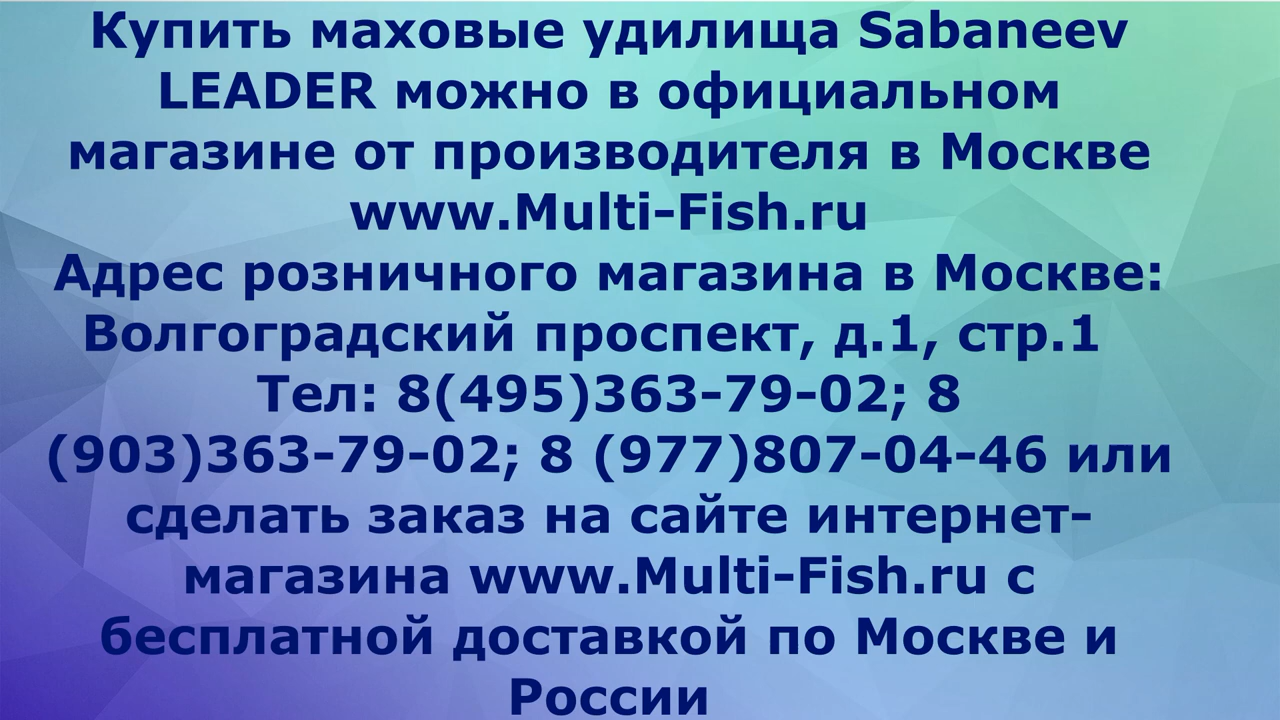 Купить маховые удилища Sabaneev
LEADER можно в официальном
магазине от производителя в Москве
www.Multi-Fish.ru
Адрес розничного магазина в Москве:
Волгоградский проспект, д.1, стр.1
Тел: 8(495)363-79-02; 8
(903)363-79-02; 8 (977)807-04-46 или
сделать заказ на сайте интернет-
магазина www.Multi-Fish.ru с
бесплатной доставкой по Москве и
России